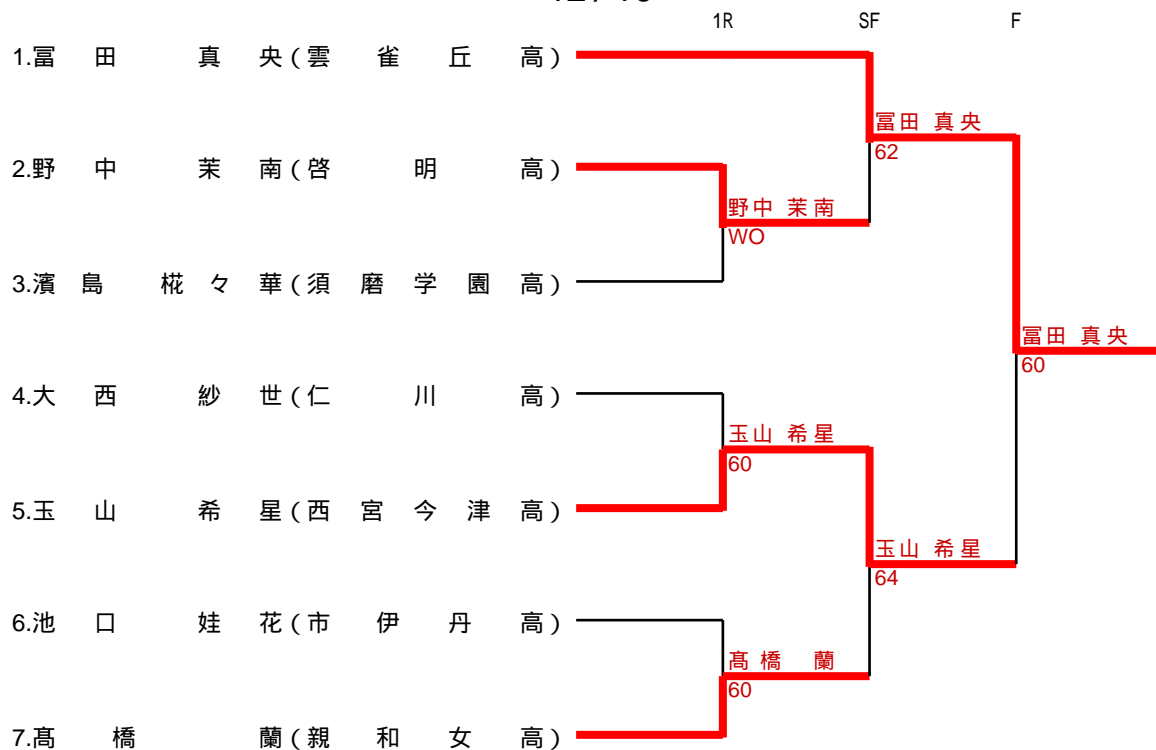 1R SF F
1.冨田 真央(雲雀丘高)
冨田 真央
62
2.野中 茉南(啓明高)
野中 茉南
WO
3.濱島 椛々華(須磨学園高)
冨田 真央
60
4.大西 紗世(仁川高)
玉山 希星
60
5.玉山 希星(西宮今津高)
玉山 希星
64
6.池口 娃花(市伊丹高)
髙橋 蘭
60
7.髙橋 蘭(親和女高)